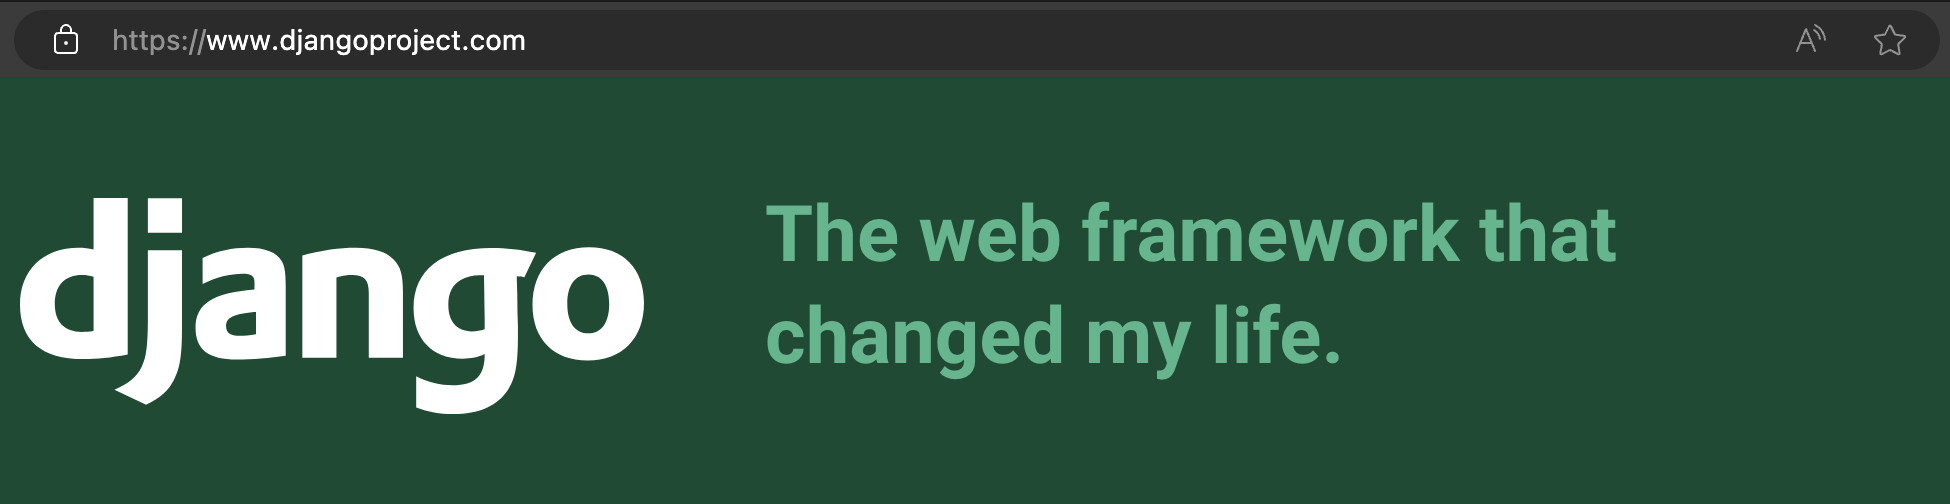 https://www.djangoproject.com
django
The web framework that
changed my life.